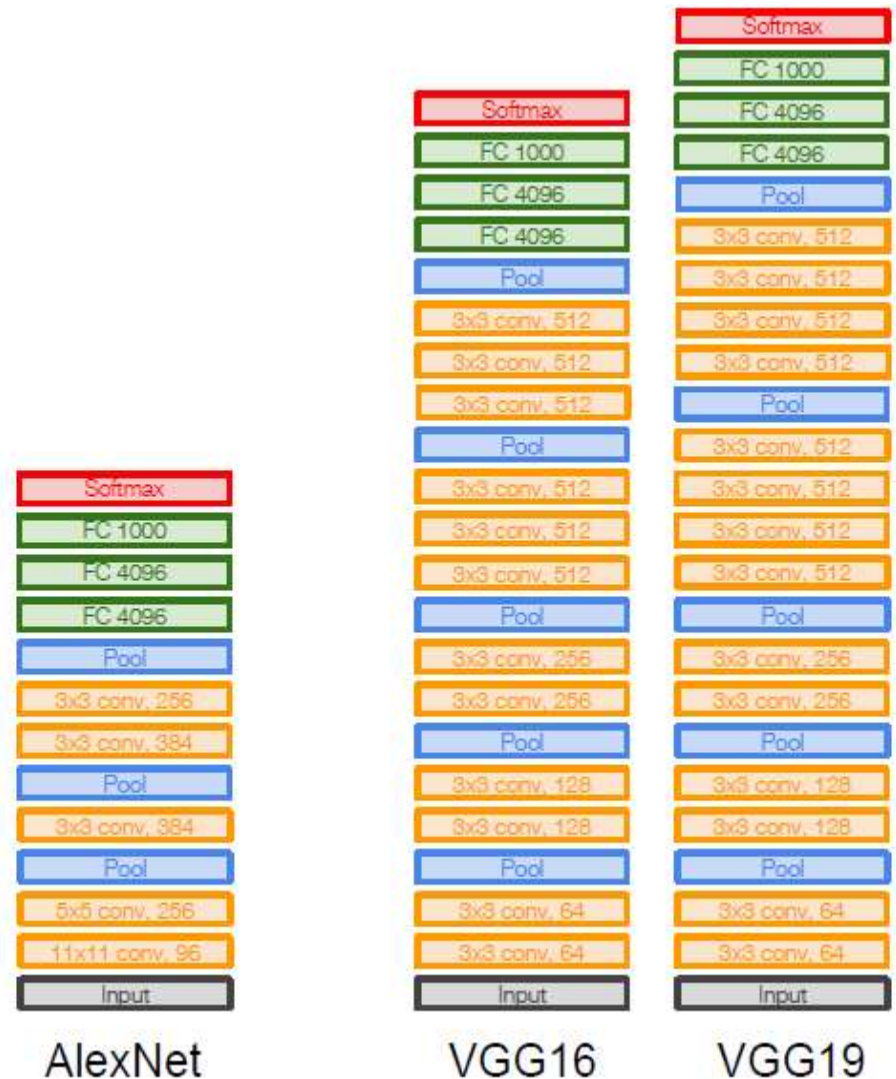 Softmax
FC 1000
FC 4096
FC 4096
Pool
3x3 conv, 256
3x3 conv, 384
Pool
3x3 conv, 384
Pool
5x5 conv, 256
11x11 conv, 96
Input
AlexNet
Softmax
FC 1000
FC 4096
FC 4096
Pool
3x3 conv, 512
3x3 conv, 512
3x3 conv, 512
Pool
3x3 conv, 512
3x3 conv, 512
3x3 conv, 512
Pool
3x3 conv, 256
3x3 conv, 256
Pool
3x3 conv, 128
3x3 conv, 128
Pool
3x3 conv, 64
3x3 conv, 64
Input
VGG16
Softmax
FC 1000
FC 4096
FC 4096
Pool
3x3 conv, 512
3x3 conv, 512
3x3 conv, 512
3x3 conv, 512
Pool
3x3 conv, 512
3x3 conv, 512
3x3 conv, 512
3x3 conv, 512
Pool
3x3 conv, 256
3x3 conv, 256
Pool
3x3 conv, 128
3x3 conv, 128
Pool
3x3 conv, 64
3x3 conv, 64
Input
VGG19